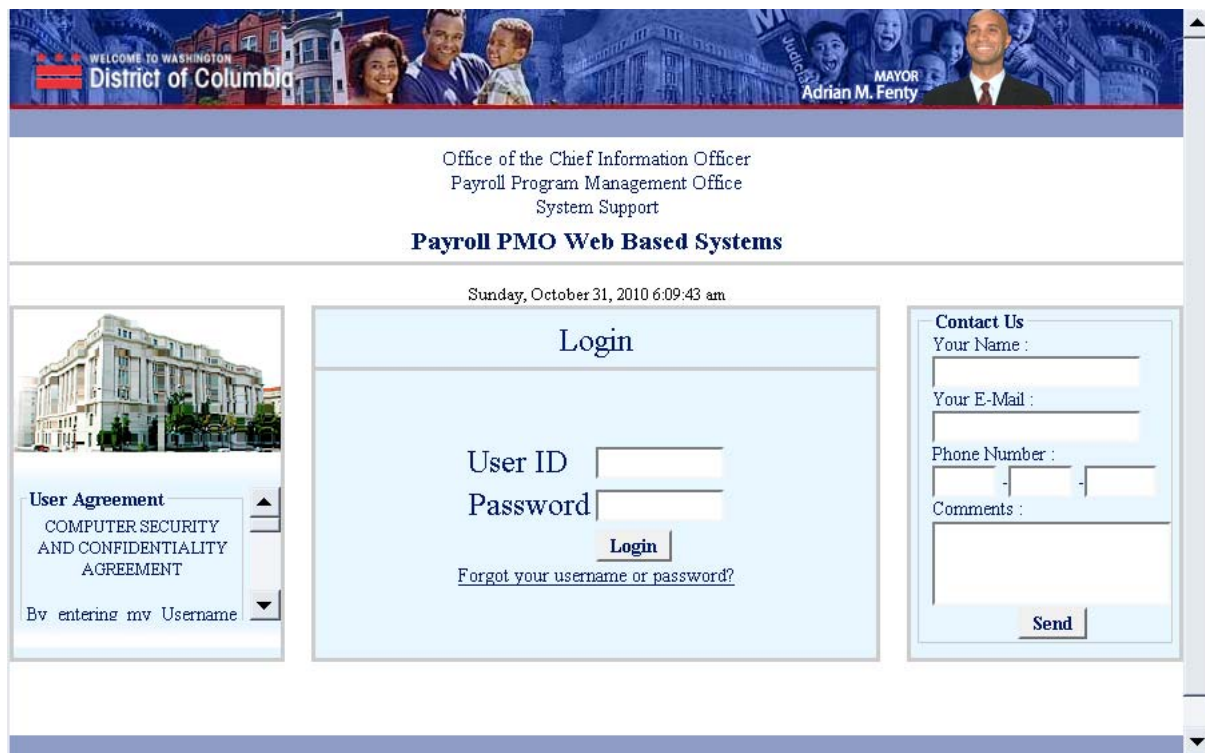 WELCOME TO WASHINGTON
District of Columbia
Judici
MAYOR
Adrian M. Fenty
Office of the Chief Information Officer
Payroll Program Management Office
System Support
Payroll PMO Web Based Systems
Sunday, October 31, 2010 6:09:43 am
User Agreement
COMPUTER SECURITY
AND CONFIDENTIALITY
AGREEMENT
By entering my Username
Login
User ID
Password
Login
Forgot your username or password?
Contact Us
Your Name :
Your E-Mail :
Phone Number :
- -
Comments :
Send